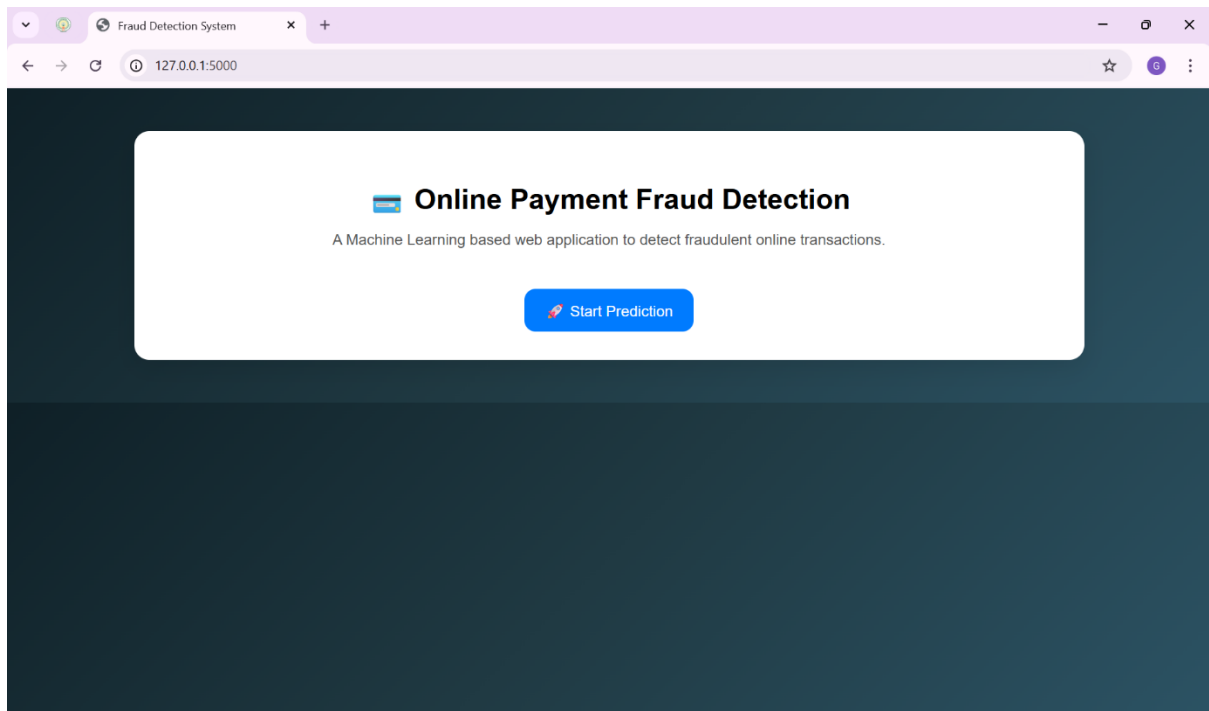 Fraud Detection System
127.0.0.1:5000
G
Online Payment Fraud Detection
A Machine Learning based web application to detect fraudulent online transactions.
Start Prediction